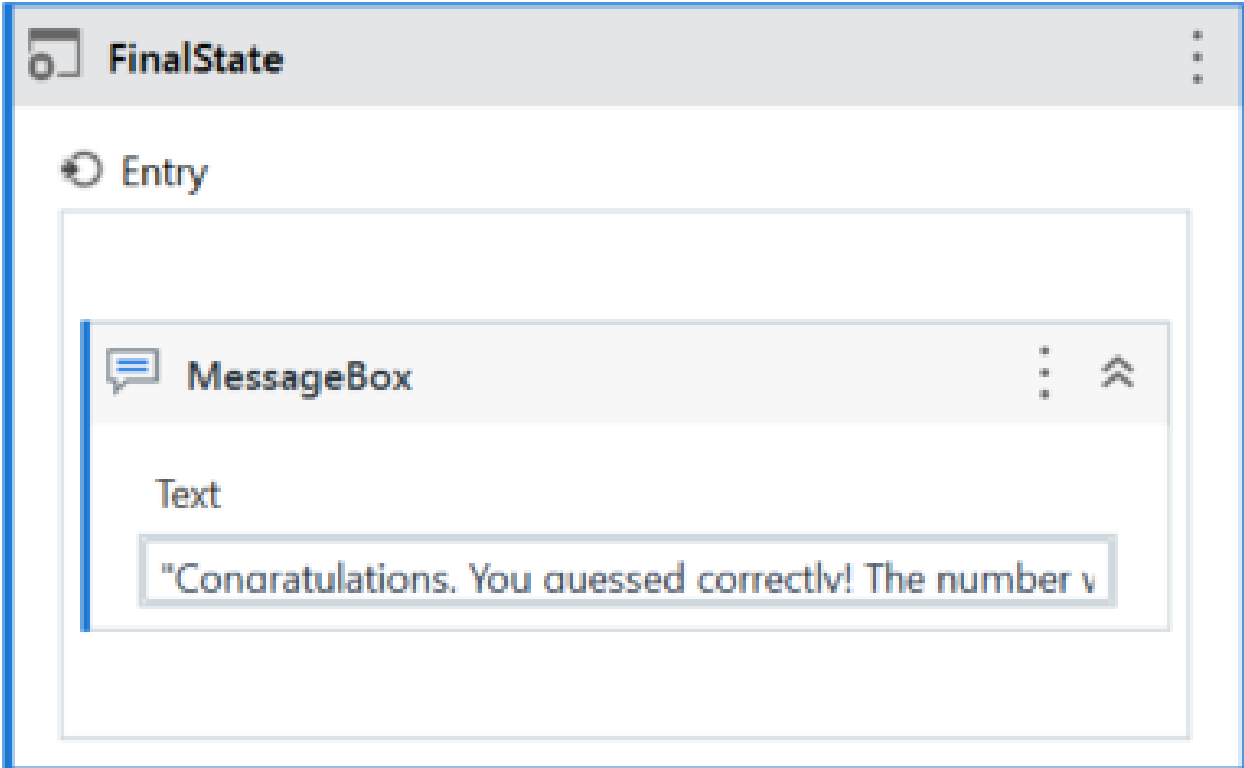 FinalState
Entry
MessageBox
Text
"Congratulations. You guessed correctly! The number